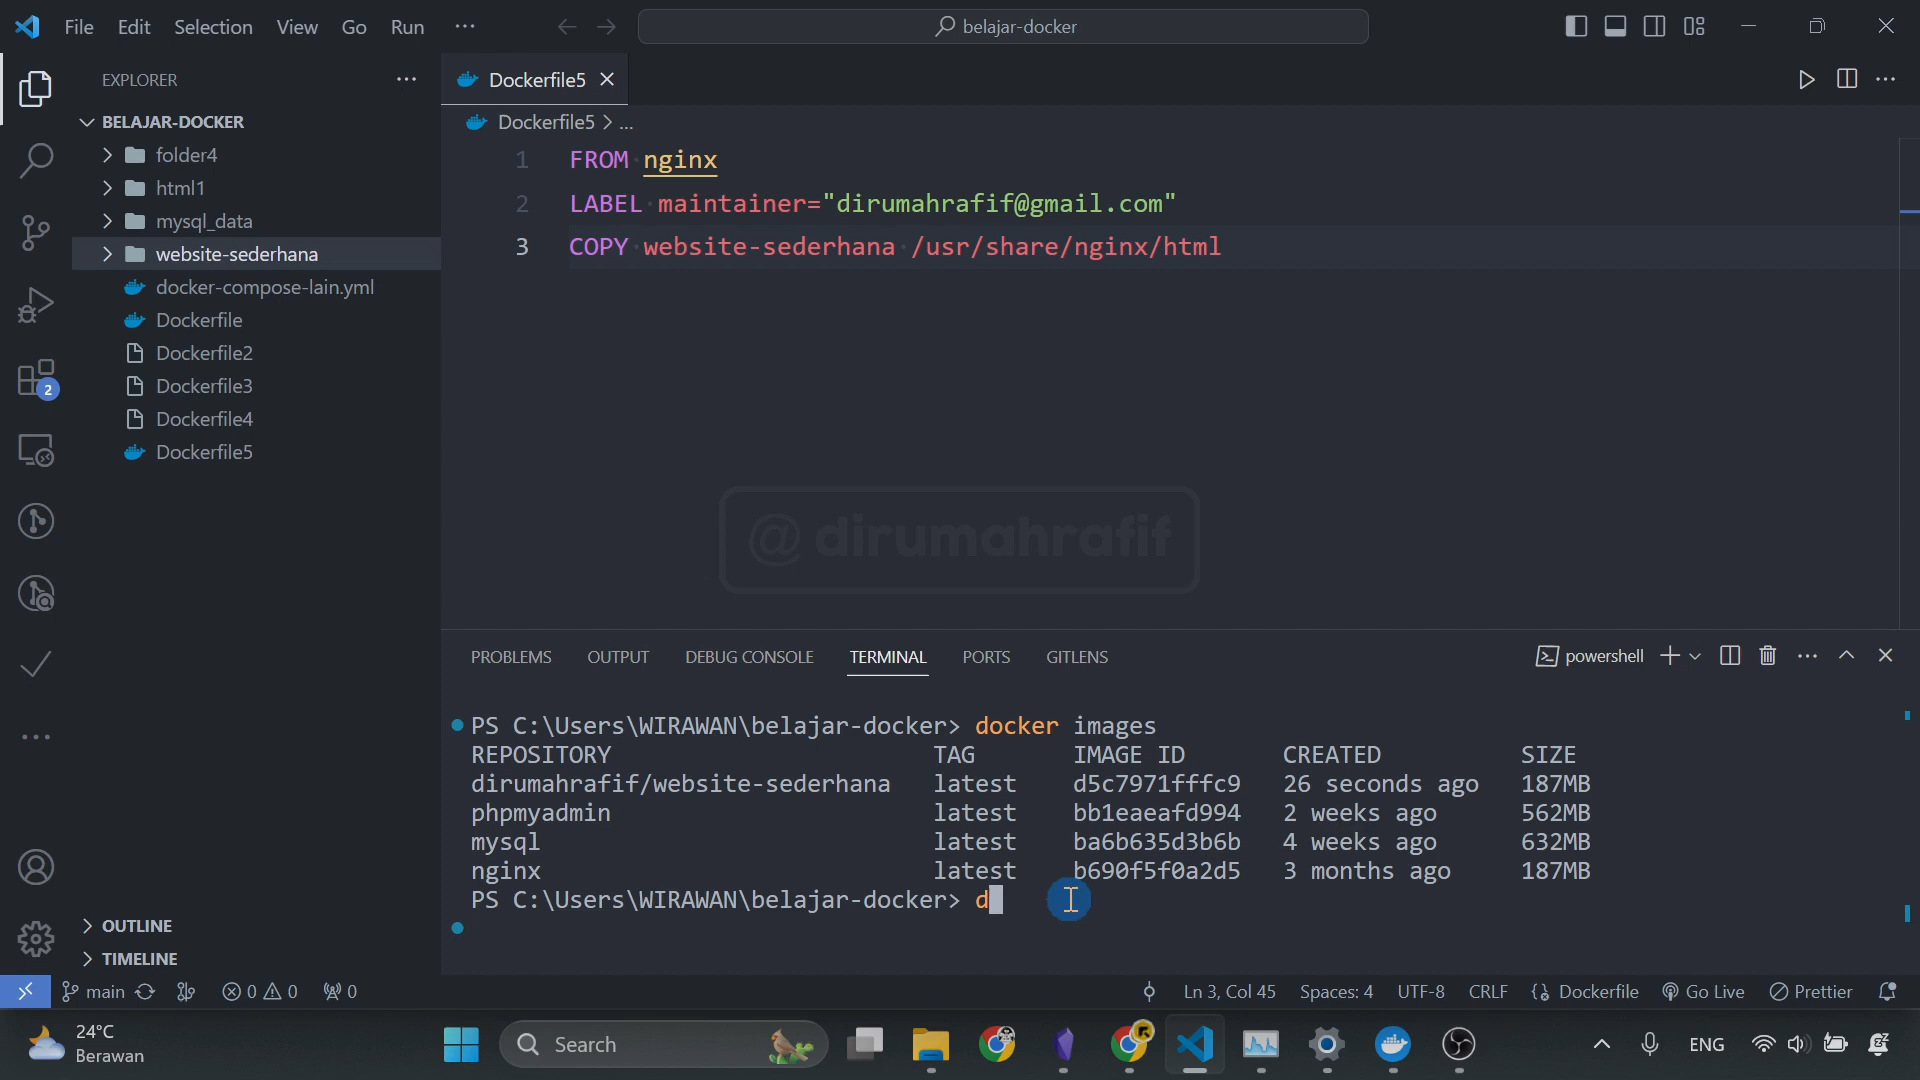 File Edit Selection View Go Run ...
belajar-docker
EXPLORER
BELAJAR-DOCKER
folder4
html1
mysql_data
website-sederhana
docker-compose-lain.yml
Dockerfile
Dockerfile2
Dockerfile3
Dockerfile4
Dockerfile5
OUTLINE
TIMELINE
2
Dockerfile5
Dockerfile5 > ...
1 FROM nginx
2 LABEL maintainer="dirumahrafif@gmail.com"
3 COPY website-sederhana /usr/share/nginx/html
@dirumahrafif
PROBLEMS OUTPUT DEBUG CONSOLE TERMINAL PORTS GITLENS
powershell
PS C:\Users\WIRAWAN\belajar-docker> docker images
REPOSITORY TAG IMAGE ID CREATED SIZE
dirumahrafif/website-sederhana latest d5c7971fffc9 26 seconds ago 187MB
phpmyadmin latest bb1eaeafd994 2 weeks ago 562MB
mysql latest ba6b635d3b6b 4 weeks ago 632MB
nginx latest b690f5f0a2d5 3 months ago 187MB
PS C:\Users\WIRAWAN\belajar-docker> d
main 0 0 0
Ln 3, Col 45 Spaces: 4 UTF-8 CRLF Dockerfile Go Live Prettier
24°C
Berawan
Search
ENG